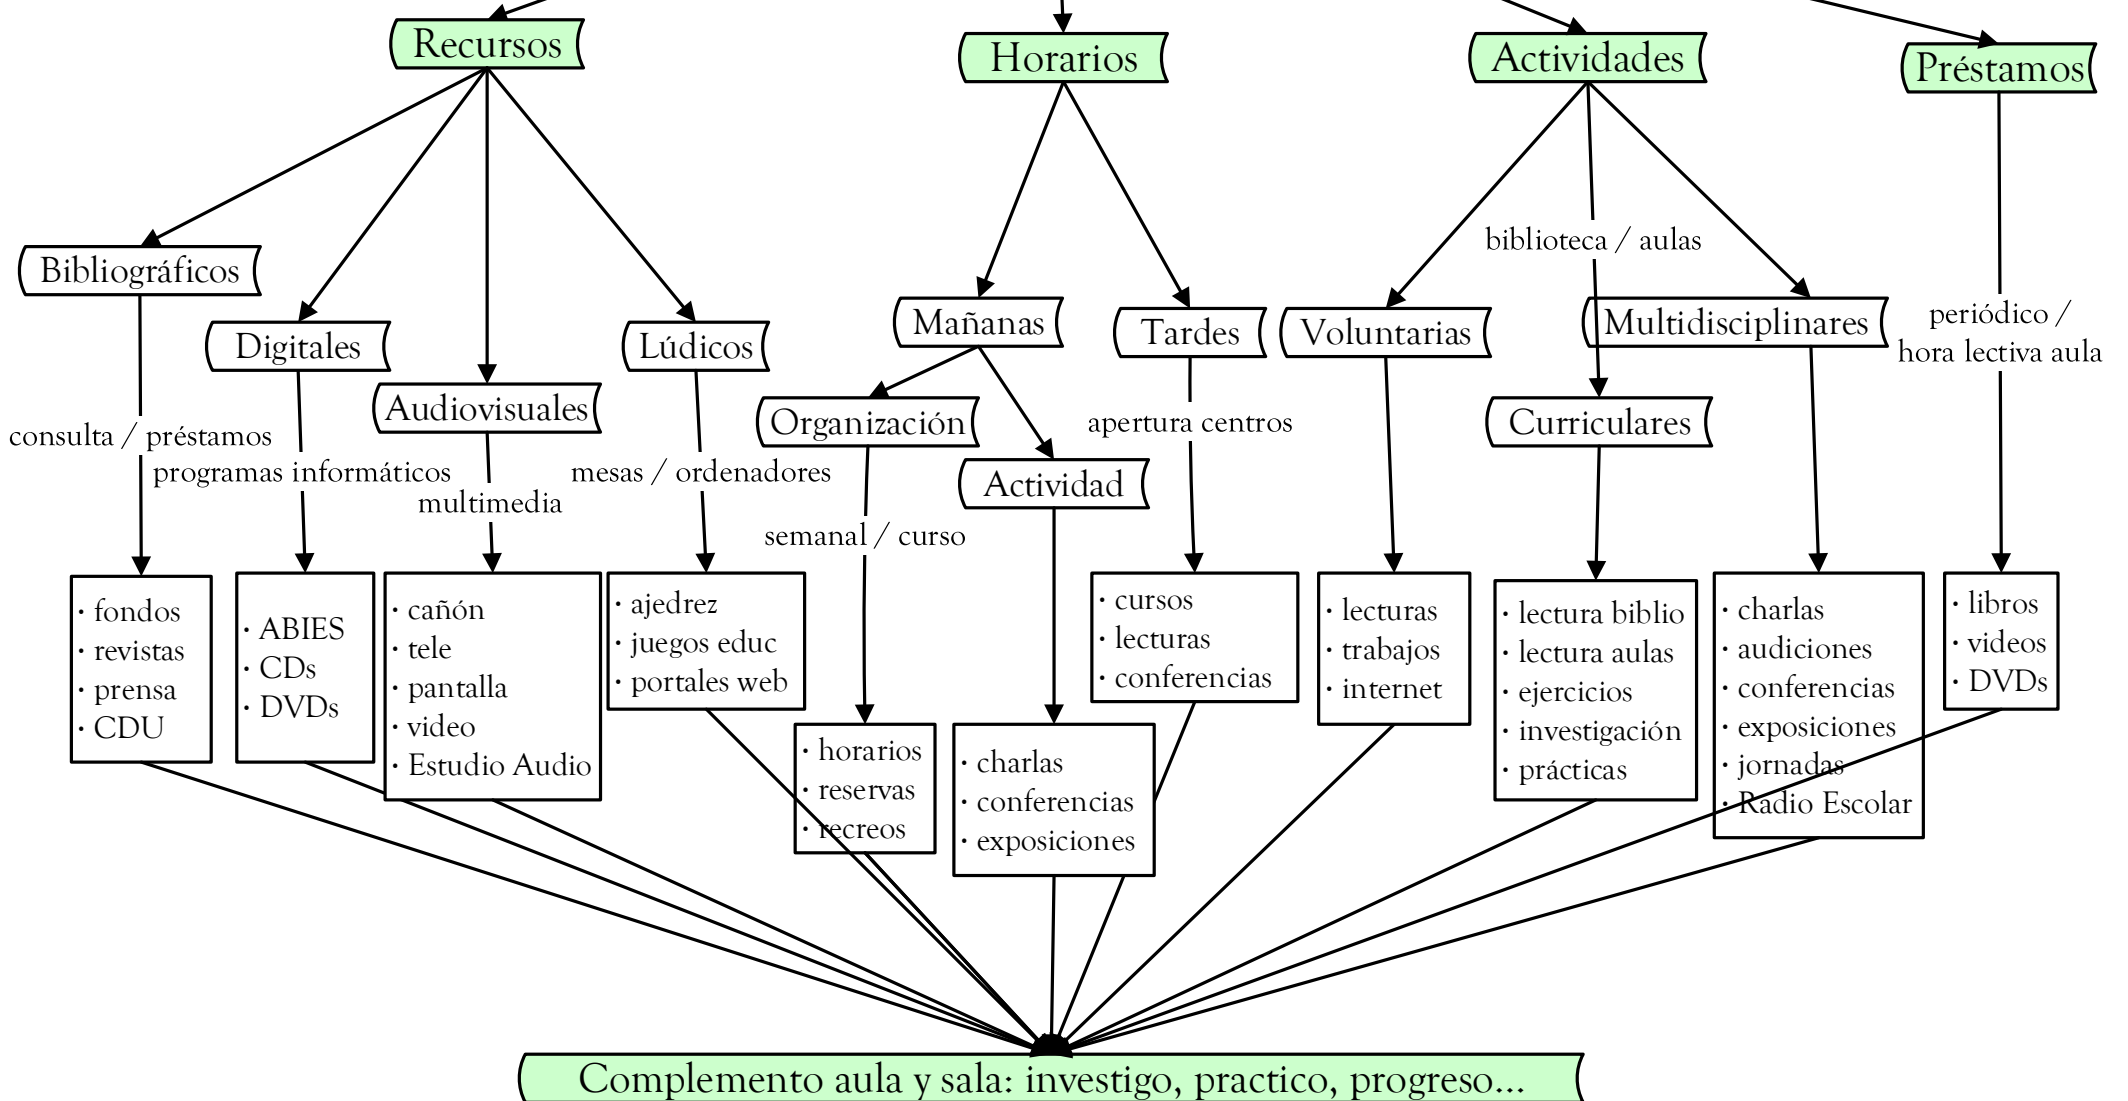 Recursos
Horarios
Actividades
Préstamos
biblioteca / aulas
Bibliográficos
Digitales
Audiovisuales
Lúdicos
Mañanas
Tardes
Voluntarias
Multidisciplinares
periódico /
hora lectiva aula
Organización
Actividad
Curriculares
consulta / préstamos
programas informáticos
multimedia
mesas / ordenadores
semanal / curso
apertura centros
· fondos
· revistas
· prensa
· CDU
· ABIES
· CDs
· DVDs
· cañón
· tele
· pantalla
· video
· Estudio Audio
· ajedrez
· juegos educ
· portales web
· horarios
· reservas
· recreos
· charlas
· conferencias
· exposiciones
· cursos
· lecturas
· conferencias
· lecturas
· trabajos
· internet
· lectura biblio
· lectura aulas
· ejercicios
· investigación
· prácticas
· charlas
· audiciones
· conferencias
· exposiciones
· jornadas
· Radio Escolar
· libros
· videos
· DVDs
Complemento aula y sala: investigo, practico, progreso...